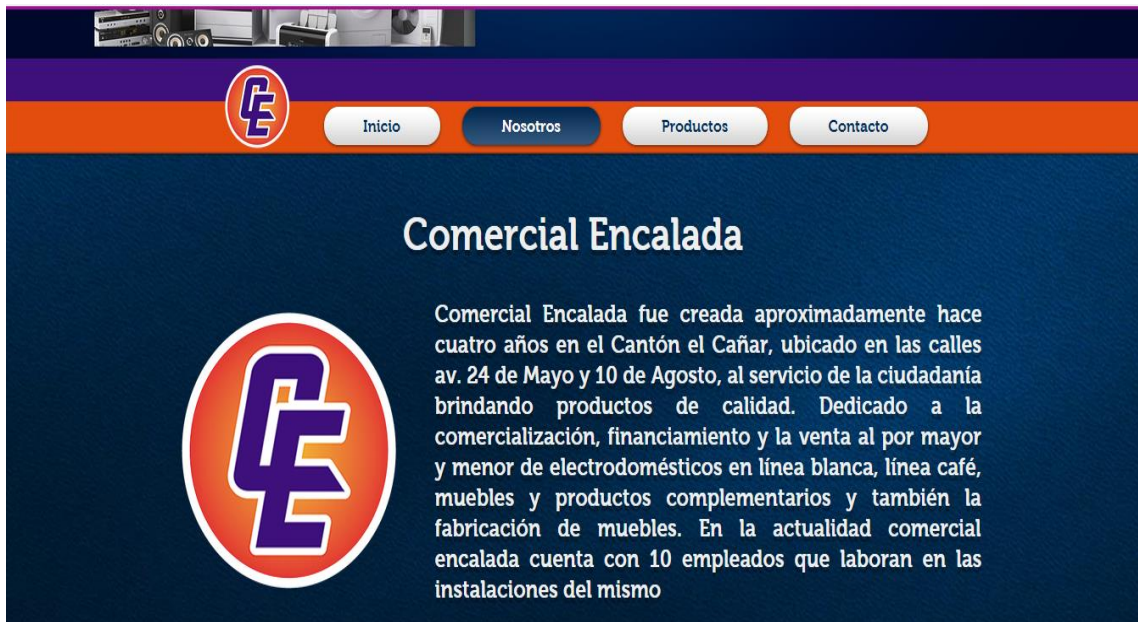 CE
Inicio Nosotros Productos Contacto
Comercial Encalada
CE
Comercial Encalada fue creada aproximadamente hace
cuatro años en el Cantón el Cañar, ubicado en las calles
av. 24 de Mayo y 10 de Agosto, al servicio de la ciudadanía
brindando productos de calidad. Dedicado a la
comercialización, financiamiento y la venta al por mayor
y menor de electrodomésticos en línea blanca, línea café,
muebles y productos complementarios y también la
fabricación de muebles. En la actualidad comercial
encalada cuenta con 10 empleados que laboran en las
instalaciones del mismo